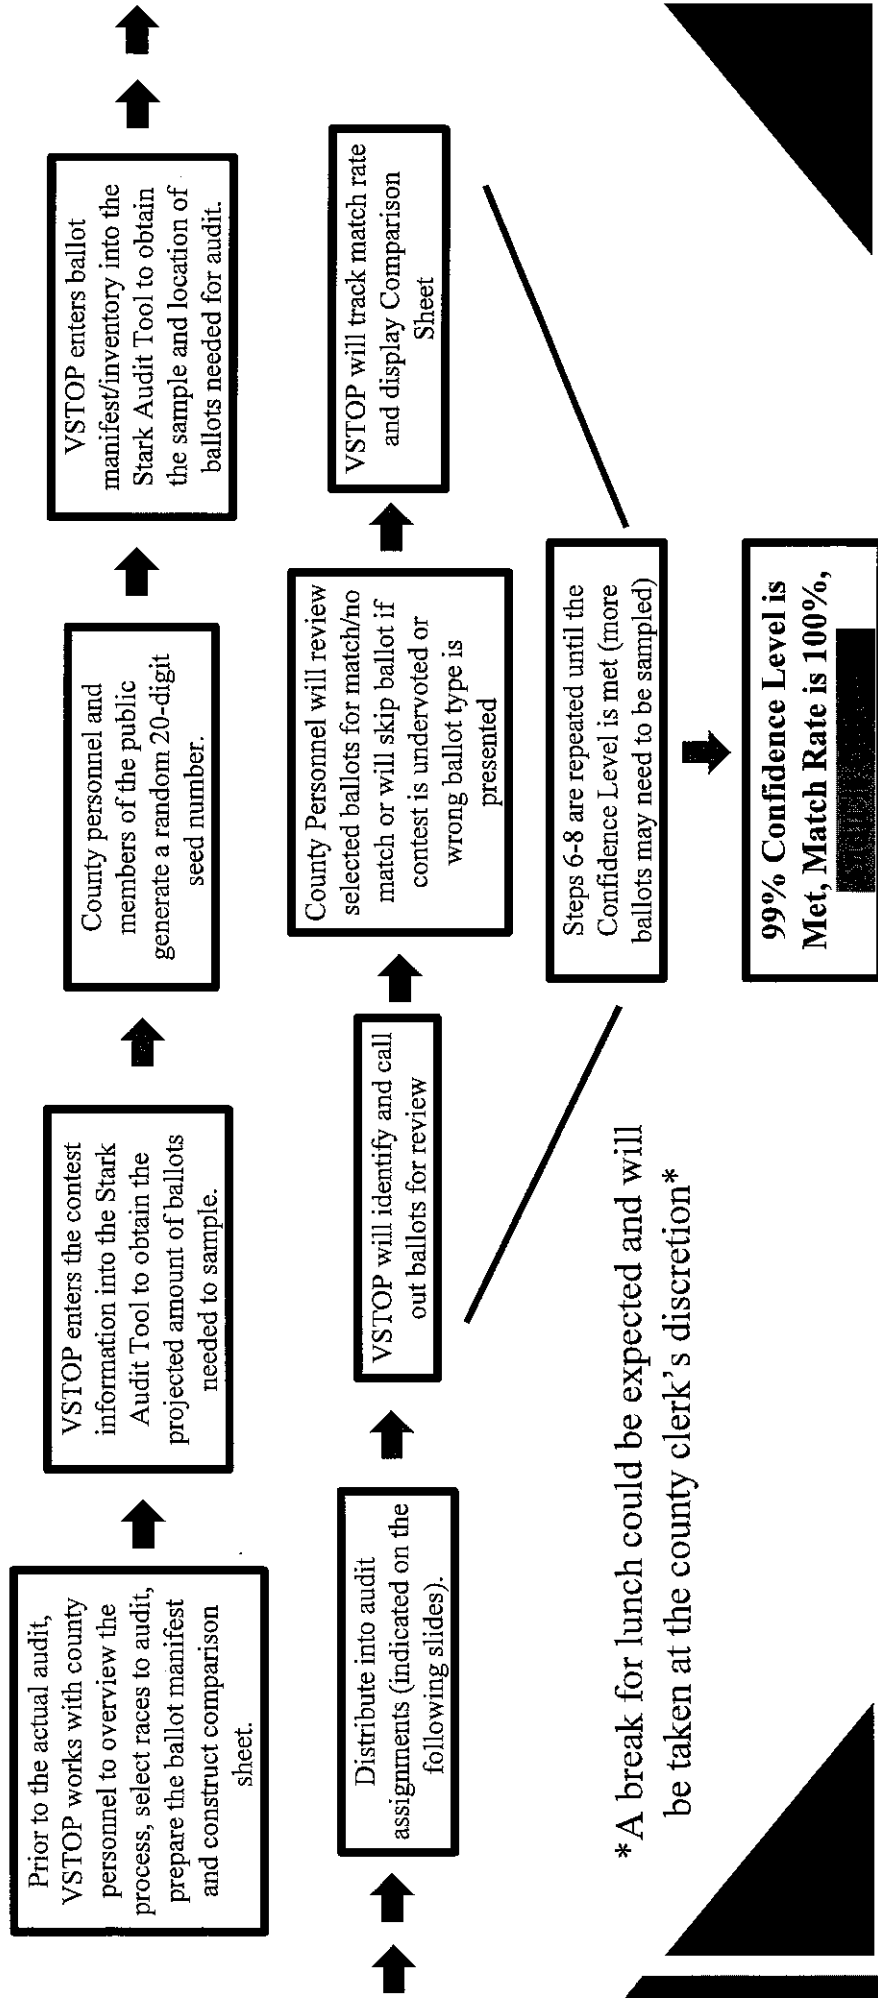 Prior to the actual audit,
VSTOP works with county
personnel to overview the
process, select races to audit,
prepare the ballot manifest
and construct comparison
sheet.
VSTOP enters the contest
information into the Stark
Audit Tool to obtain the
projected amount of ballots
needed to sample.
County personnel and
members of the public
generate a random 20-digit
seed number.
VSTOP enters ballot
manifest/inventory into the
Stark Audit Tool to obtain
the sample and location of
ballots needed for audit.
Distribute into audit
assignments (indicated on the
following slides).
VSTOP will identify and call
out ballots for review
County Personnel will review
selected ballots for match/no
match or will skip ballot if
contest is undervoted or
wrong ballot type is
presented
VSTOP will track match rate
and display Comparison
Sheet
Steps 6-8 are repeated until the
Confidence Level is met (more
ballots may need to be sampled)
99% Confidence Level is
Met, Match Rate is 100%,
*A break for lunch could be expected and will
be taken at the county clerk's discretion*